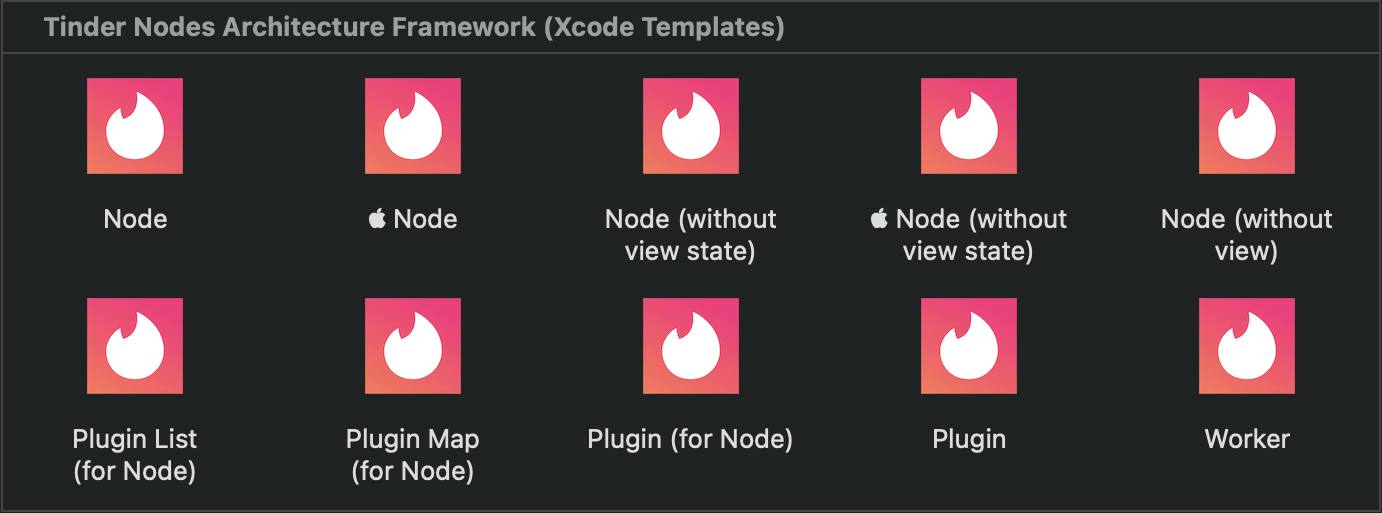 Tinder Nodes Architecture Framework (Xcode Templates)
Node
 Node
Node (without
view state)
 Node (without
view state)
Node (without
view)
Plugin List
(for Node)
Plugin Map
(for Node)
Plugin (for Node)
Plugin
Worker